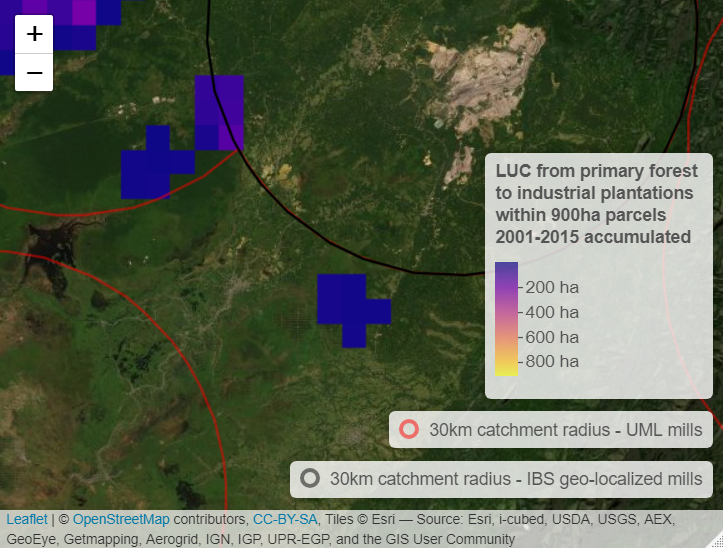 +
−
LUC from primary forest
to industrial plantations
within 900ha parcels
2001-2015 accumulated
200 ha
400 ha
600 ha
800 ha
30km catchment radius - UML mills
30km catchment radius - IBS geo-localized mills
Leaflet | © OpenStreetMap contributors, CC-BY-SA, Tiles © Esri — Source: Esri, i-cubed, USDA, USGS, AEX,
GeoEye, Getmapping, Aerogrid, IGN, IGP, UPR-EGP, and the GIS User Community